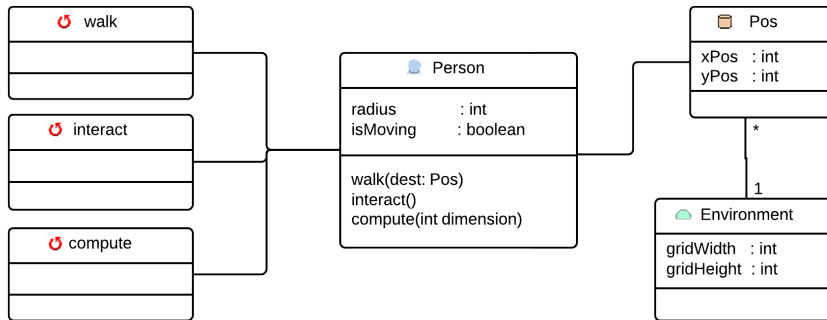 walk
interact
compute
Person
radius : int
isMoving : boolean
walk(dest: Pos)
interact()
compute(int dimension)
Pos
xPos : int
yPos : int
*
1
Environment
gridWidth : int
gridHeight : int